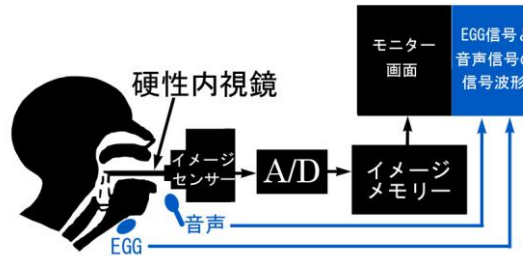 モニター
画面
EGG信号と
音声信号の
信号波形
硬性内視鏡
イメージ
センサー
A/D
イメージ
メモリー
音声
EGG